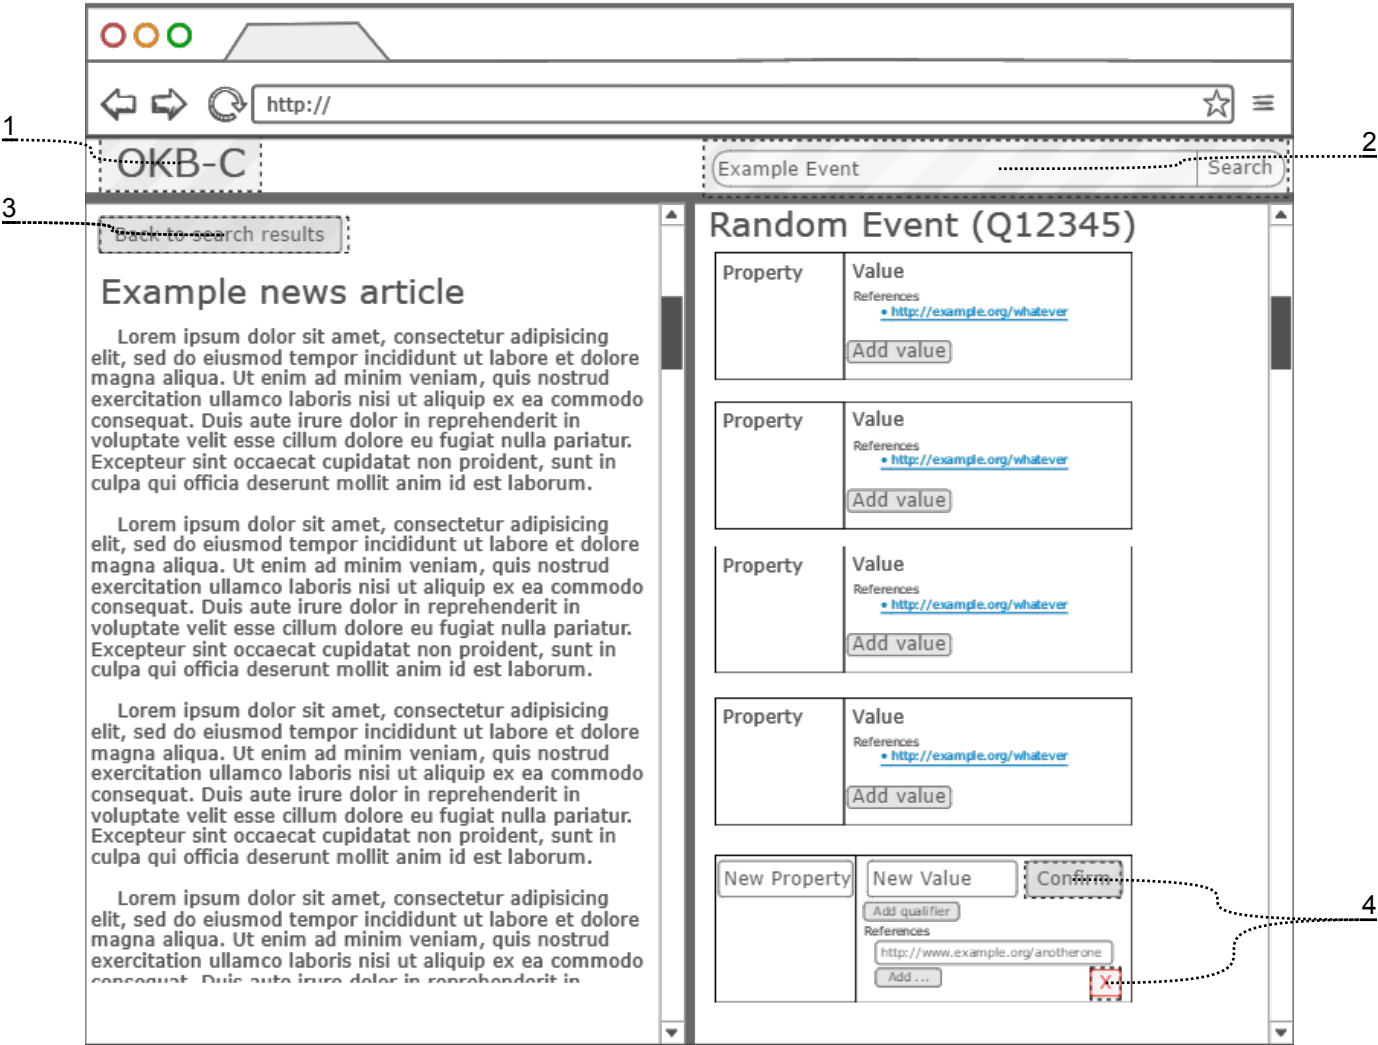 http://
1
OKB-C
2
Example Event
Search
3
Back to search results
Example news article
Lorem ipsum dolor sit amet, consectetur adipisicing
elit, sed do eiusmod tempor incididunt ut labore et dolore
magna aliqua. Ut enim ad minim veniam, quis nostrud
exercitation ullamco laboris nisi ut aliquip ex ea commodo
consequat. Duis aute irure dolor in reprehenderit in
voluptate velit esse cillum dolore eu fugiat nulla pariatur.
Excepteur sint occaecat cupidatat non proident, sunt in
culpa qui officia deserunt mollit anim id est laborum.
Lorem ipsum dolor sit amet, consectetur adipisicing
elit, sed do eiusmod tempor incididunt ut labore et dolore
magna aliqua. Ut enim ad minim veniam, quis nostrud
exercitation ullamco laboris nisi ut aliquip ex ea commodo
consequat. Duis aute irure dolor in reprehenderit in
voluptate velit esse cillum dolore eu fugiat nulla pariatur.
Excepteur sint occaecat cupidatat non proident, sunt in
culpa qui officia deserunt mollit anim id est laborum.
Lorem ipsum dolor sit amet, consectetur adipisicing
elit, sed do eiusmod tempor incididunt ut labore et dolore
magna aliqua. Ut enim ad minim veniam, quis nostrud
exercitation ullamco laboris nisi ut aliquip ex ea commodo
consequat. Duis aute irure dolor in reprehenderit in
voluptate velit esse cillum dolore eu fugiat nulla pariatur.
Excepteur sint occaecat cupidatat non proident, sunt in
culpa qui officia deserunt mollit anim id est laborum.
Lorem ipsum dolor sit amet, consectetur adipisicing
elit, sed do eiusmod tempor incididunt ut labore et dolore
magna aliqua. Ut enim ad minim veniam, quis nostrud
exercitation ullamco laboris nisi ut aliquip ex ea commodo
consequat. Duis aute irure dolor in reprehenderit in
Random Event (Q12345)
Property
Value
References
• http://example.org/whatever
Add value
Property
Value
References
• http://example.org/whatever
Add value
Property
Value
References
• http://example.org/whatever
Add value
Property
Value
References
• http://example.org/whatever
Add value
New Property
New Value
Confirm
Add qualifier
References
http://www.example.org/anotherone
Add ...
X
4